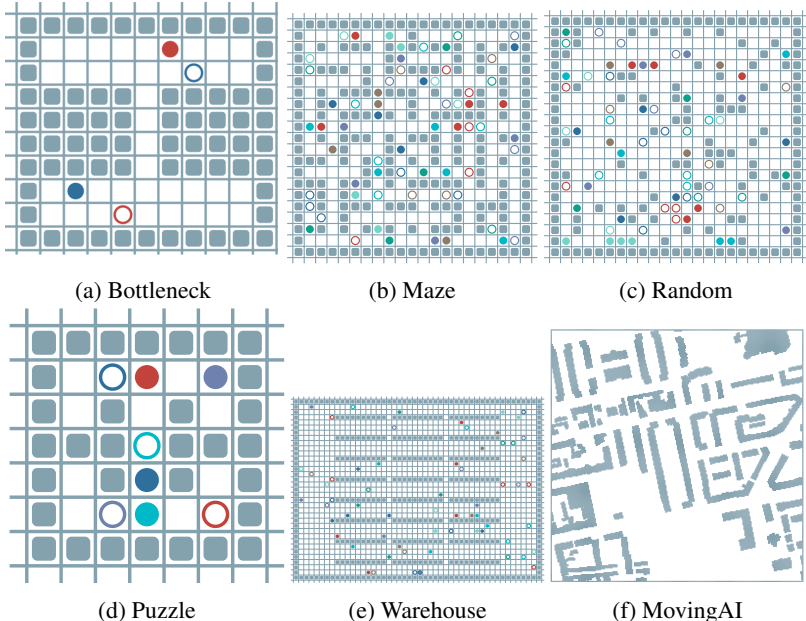 (a) Bottleneck
(b) Maze
(c) Random
(d) Puzzle
(e) Warehouse
(f) MovingAI